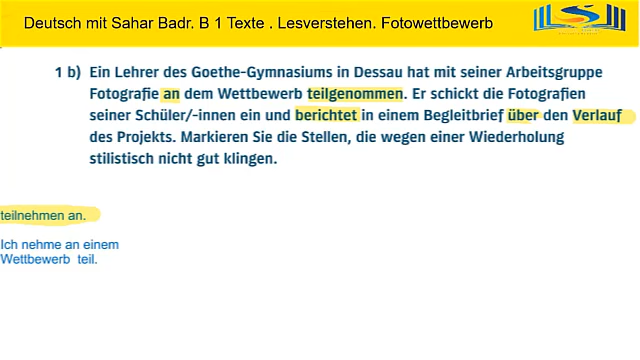 Deutsch mit Sahar Badr. B 1 Texte . Lesverstehen. Fotowettbewerb
1 b) Ein Lehrer des Goethe-Gymnasiums in Dessau hat mit seiner Arbeitsgruppe
Fotografie an dem Wettbewerb teilgenommen. Er schickt die Fotografien
seiner Schüler/-innen ein und berichtet in einem Begleitbrief über den Verlauf
des Projekts. Markieren Sie die Stellen, die wegen einer Wiederholung
stilistisch nicht gut klingen.
teilnehmen an.
Ich nehme an einem
Wettbewerb teil.